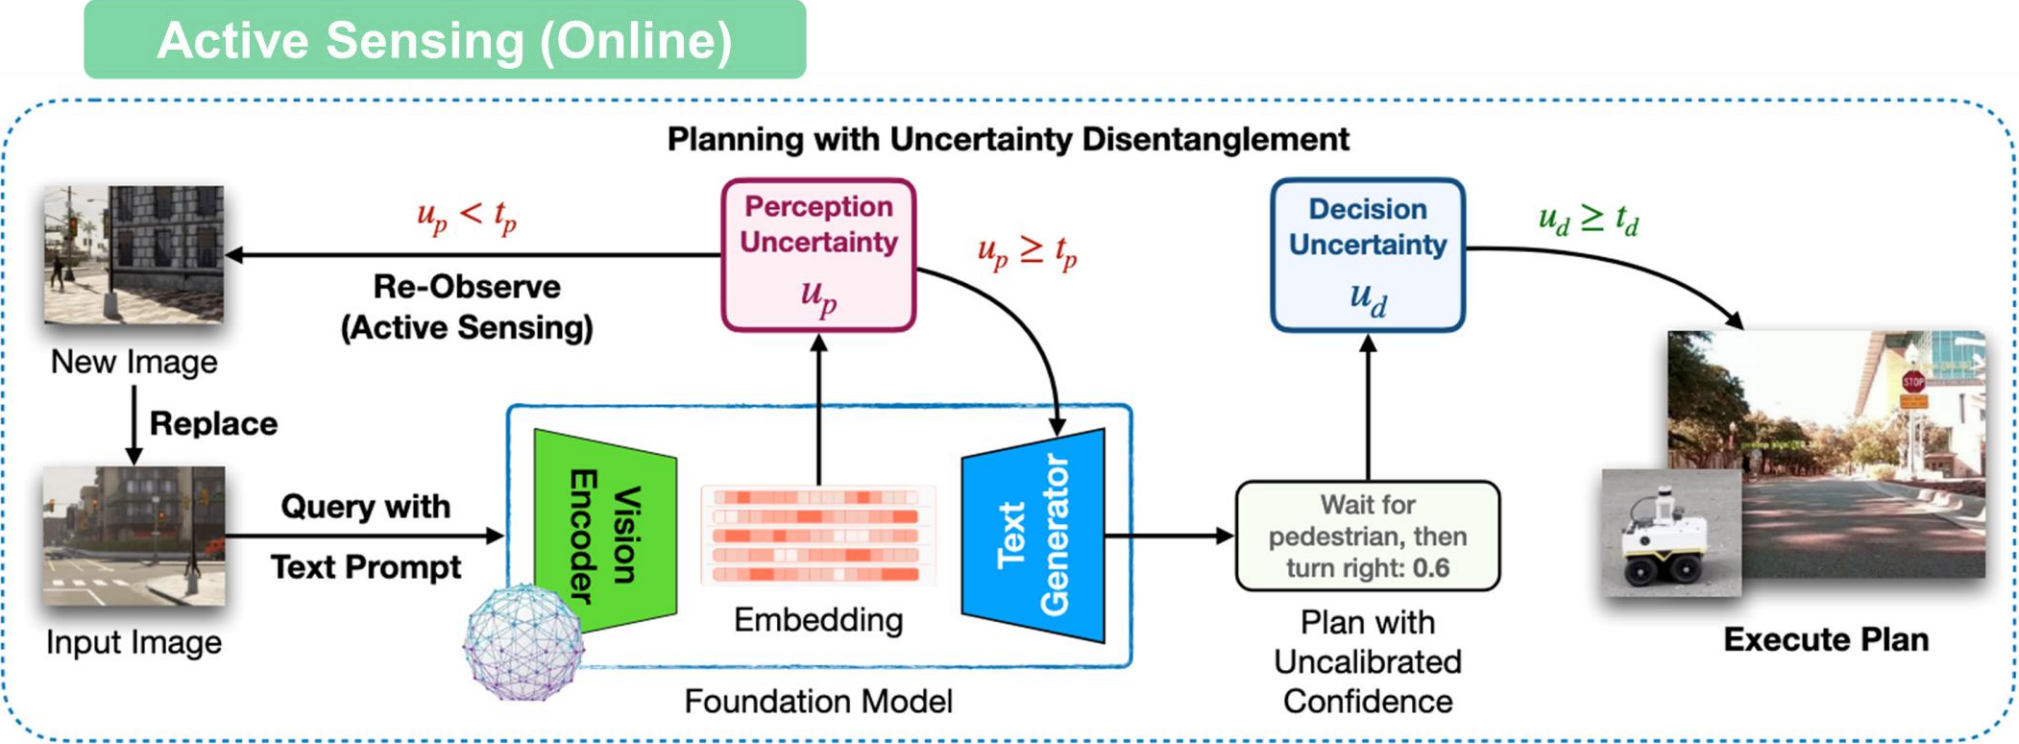 Active Sensing (Online)
Planning with Uncertainty Disentanglement
u_p < t_p
Re-Observe
(Active Sensing)
Perception
Uncertainty
u_p
u_p ≥ t_p
Decision
Uncertainty
u_d
u_d ≥ t_d
New Image
Replace
Input Image
Query with
Text Prompt
Vision
Encoder
Embedding
Text
Generator
Foundation Model
Wait for
pedestrian, then
turn right: 0.6
Plan with
Uncalibrated
Confidence
STOP
Execute Plan